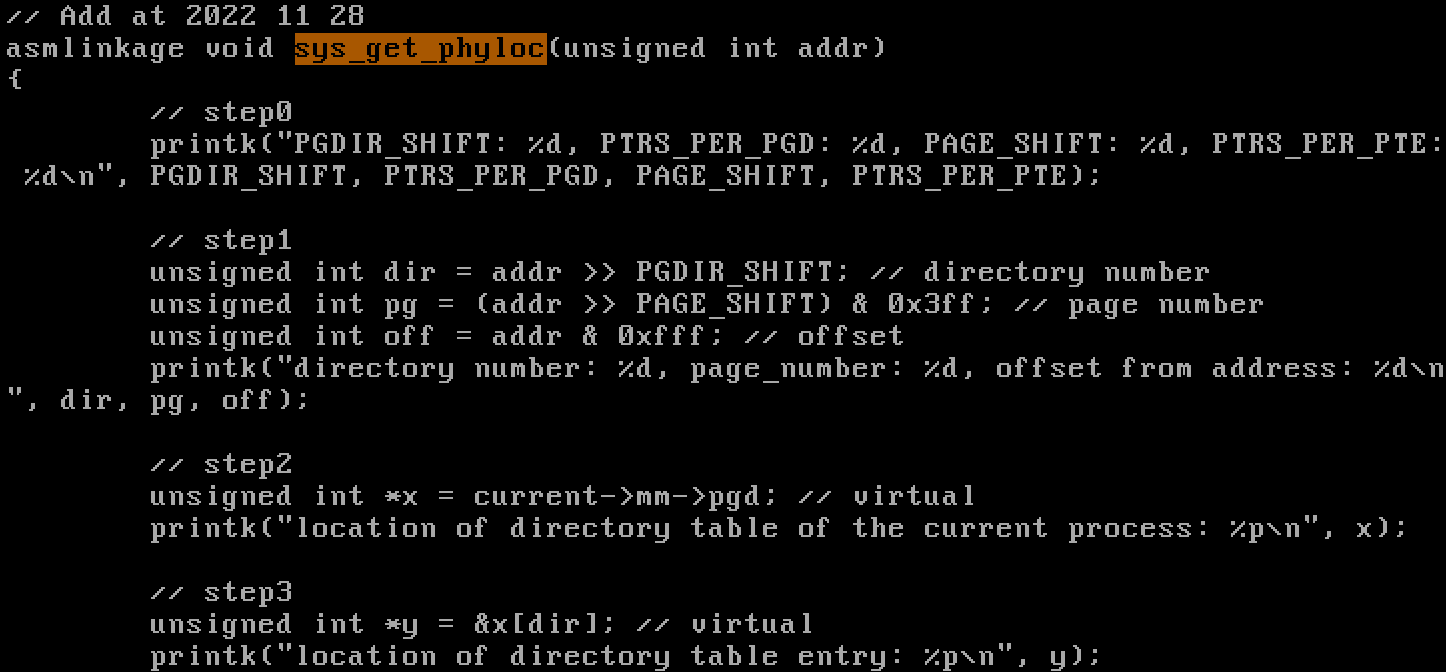 // Add at 2022 11 28
asmlinkage void sys_get_phyloc(unsigned int addr)
{
        // step0
        printk("PGDIR_SHIFT: %d, PTRS_PER_PGD: %d, PAGE_SHIFT: %d, PTRS_PER_PTE:
 %d\n", PGDIR_SHIFT, PTRS_PER_PGD, PAGE_SHIFT, PTRS_PER_PTE);

        // step1
        unsigned int dir = addr >> PGDIR_SHIFT; // directory number
        unsigned int pg = (addr >> PAGE_SHIFT) & 0x3ff; // page number
        unsigned int off = addr & 0xfff; // offset
        printk("directory number: %d, page_number: %d, offset from address: %d\n
", dir, pg, off);

        // step2
        unsigned int *x = current->mm->pgd; // virtual
        printk("location of directory table of the current process: %p\n", x);

        // step3
        unsigned int *y = &x[dir]; // virtual
        printk("location of directory table entry: %p\n", y);